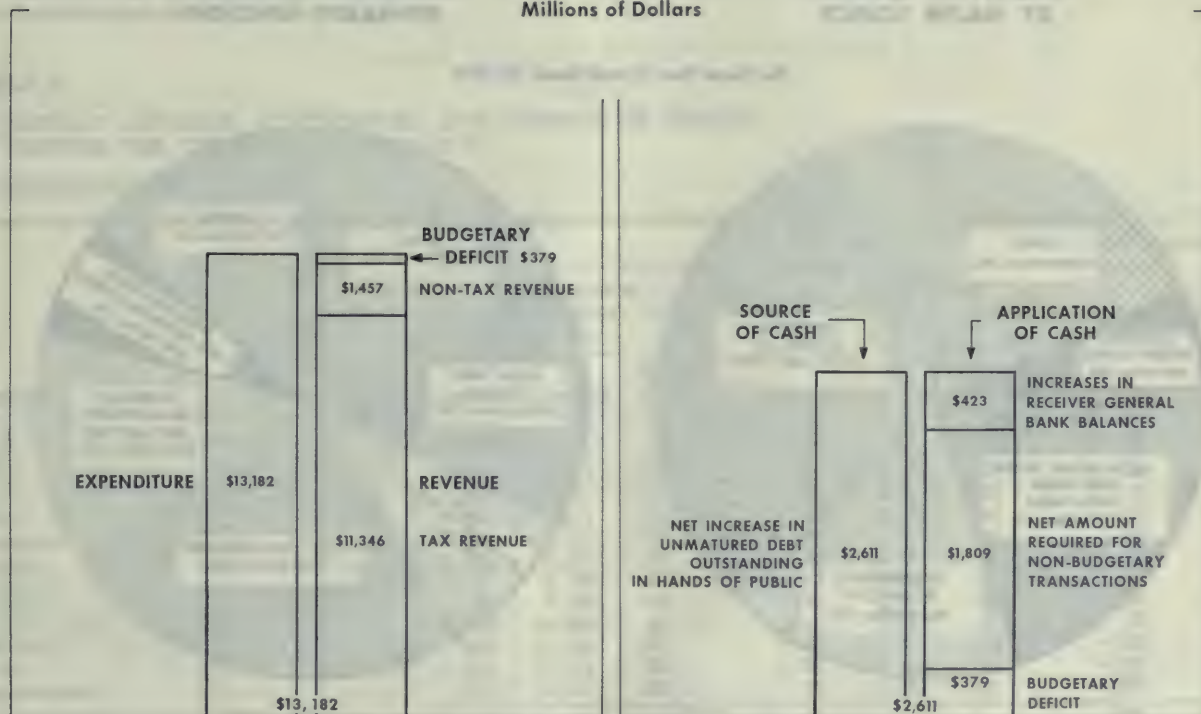 Millions of Dollars
BUDGETARY
DEFICIT $379
$1,457
NON-TAX REVENUE
EXPENDITURE
$13,182
REVENUE
$11,346
TAX REVENUE
$13,182
SOURCE
OF CASH
APPLICATION
OF CASH
$423
INCREASES IN
RECEIVER GENERAL
BANK BALANCES
NET INCREASE IN
UNMATURED DEBT
OUTSTANDING
IN HANDS OF PUBLIC
$2,611
$1,809
NET AMOUNT
REQUIRED FOR
NON-BUDGETARY
TRANSACTIONS
$379
BUDGETARY
DEFICIT
$2,611